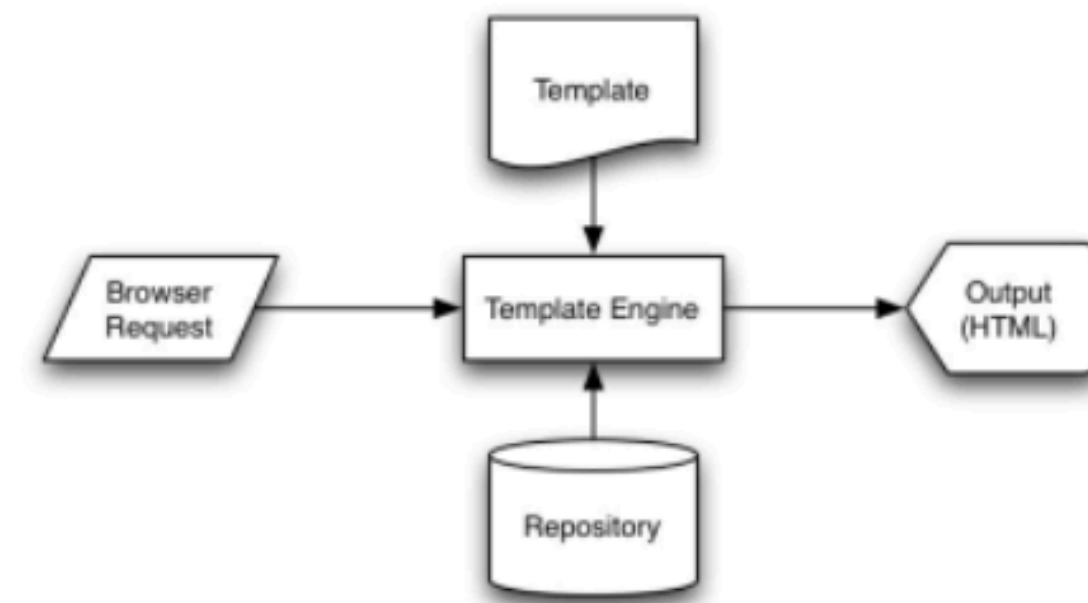 Template
Browser
Request
Template Engine
Output
(HTML)
Repository